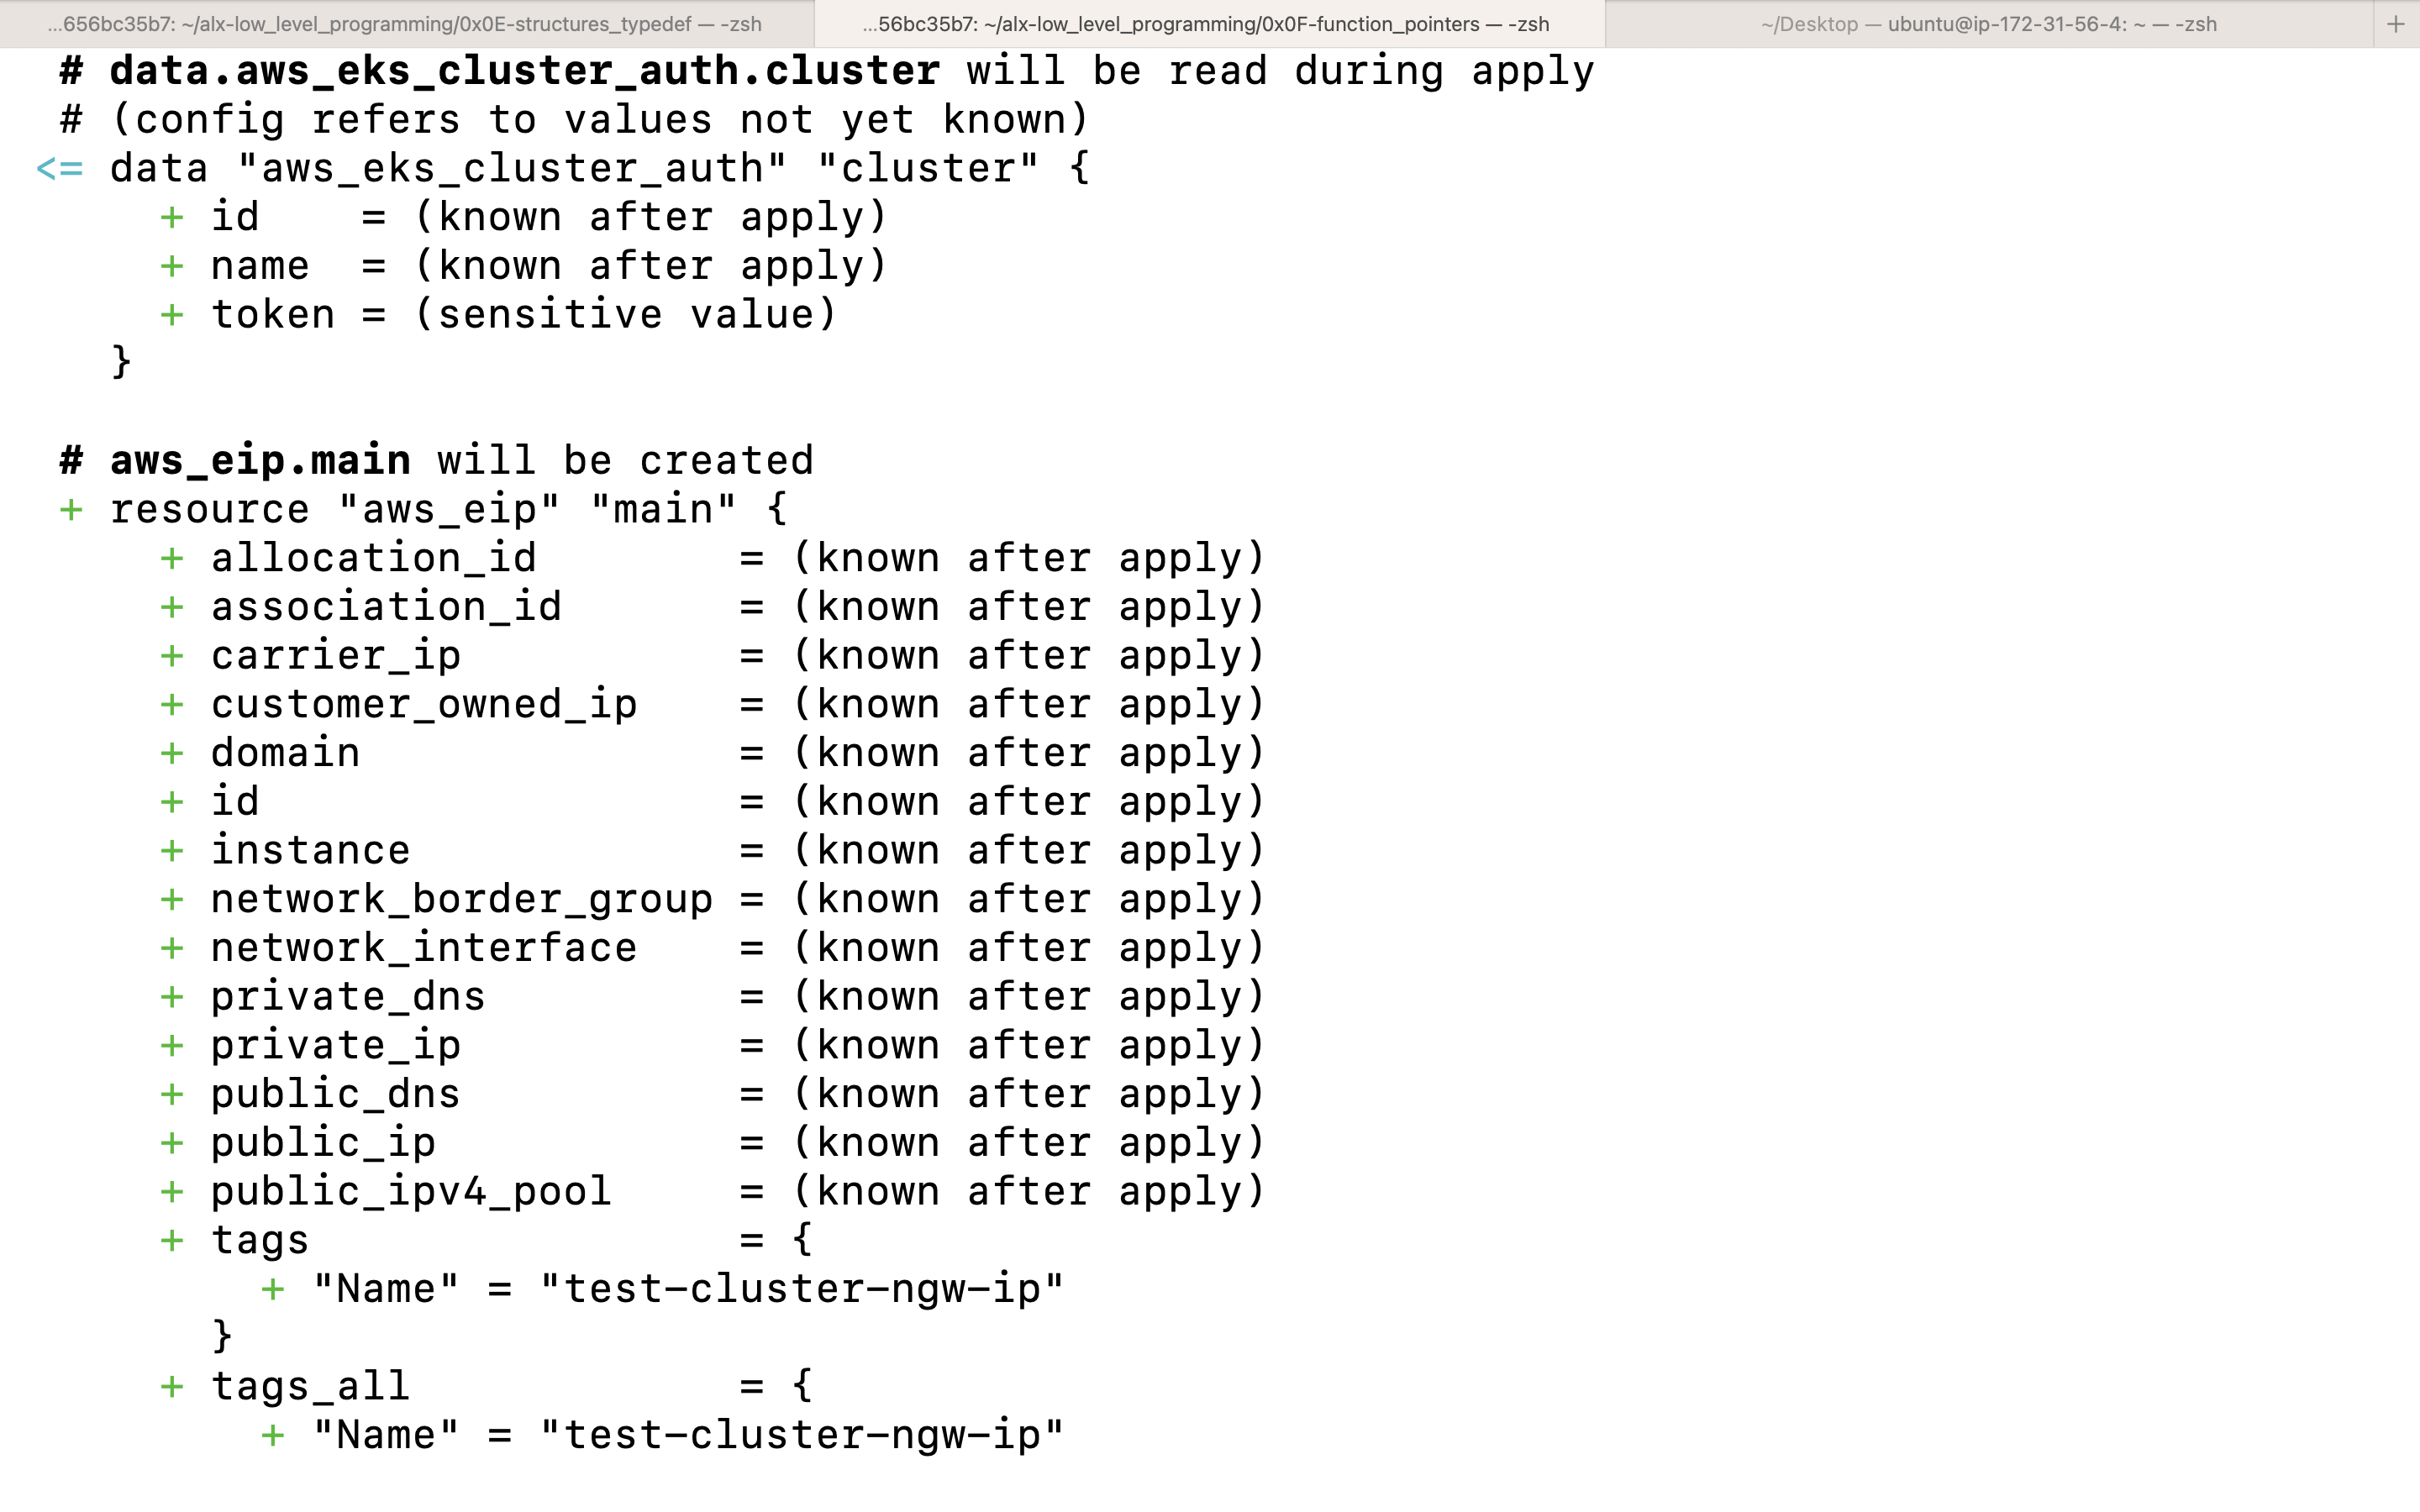 ...656bc35b7: ~/alx-low_level_programming/0x0E-structures_typedef — -zsh
...56bc35b7: ~/alx-low_level_programming/0x0F-function_pointers — -zsh
~/Desktop — ubuntu@ip-172-31-56-4: ~ — -zsh
+
# data.aws_eks_cluster_auth.cluster will be read during apply
# (config refers to values not yet known)
<= data "aws_eks_cluster_auth" "cluster" {
+ id = (known after apply)
+ name = (known after apply)
+ token = (sensitive value)
}
# aws_eip.main will be created
+ resource "aws_eip" "main" {
+ allocation_id = (known after apply)
+ association_id = (known after apply)
+ carrier_ip = (known after apply)
+ customer_owned_ip = (known after apply)
+ domain = (known after apply)
+ id = (known after apply)
+ instance = (known after apply)
+ network_border_group = (known after apply)
+ network_interface = (known after apply)
+ private_dns = (known after apply)
+ private_ip = (known after apply)
+ public_dns = (known after apply)
+ public_ip = (known after apply)
+ public_ipv4_pool = (known after apply)
+ tags = {
+ "Name" = "test-cluster-ngw-ip"
}
+ tags_all = {
+ "Name" = "test-cluster-ngw-ip"